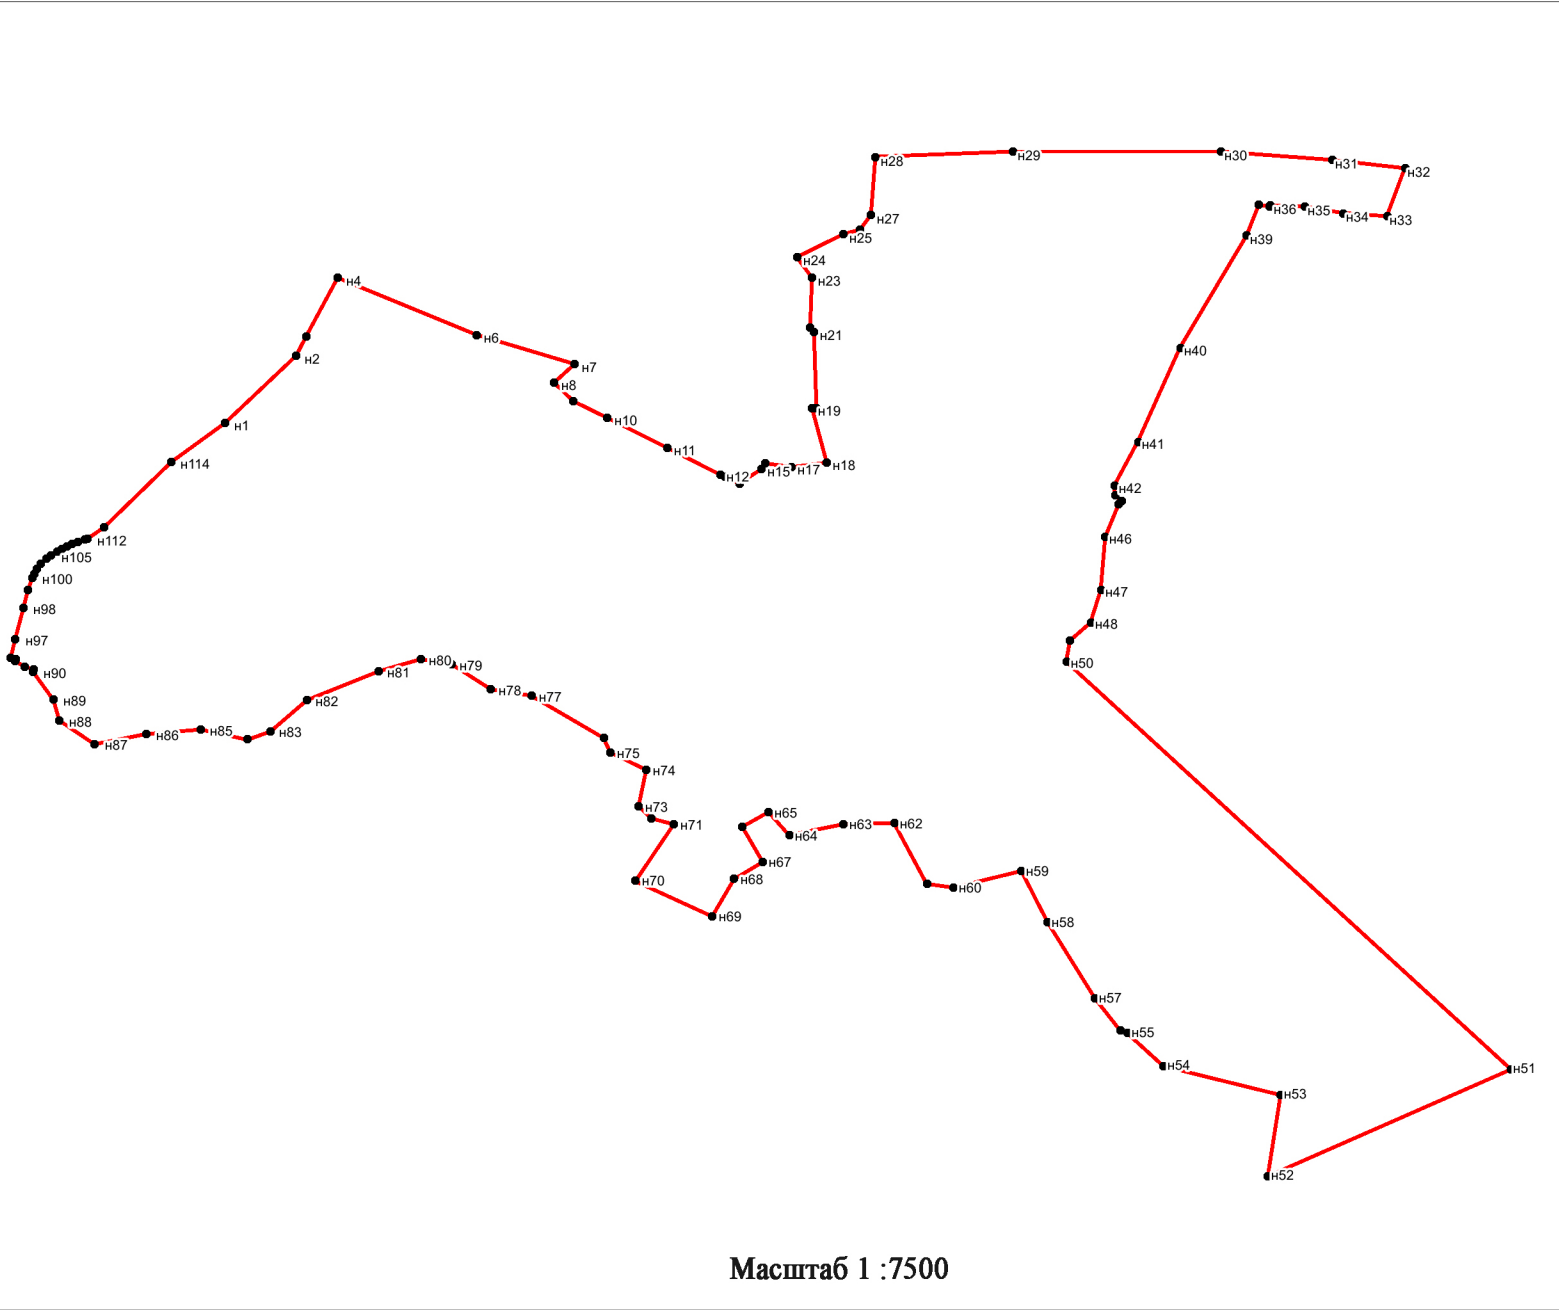 н28
н29
н30
н31
н32
н27
н36
н35
н34
н33
н25
н39
н24
н23
н4
н6
н21
н40
н2
н7
н8
н19
н10
н1
н41
н11
н114
н12
н15
н17
н18
н42
н112
н46
н105
н100
н47
н98
н48
н97
н80
н79
н50
н90
н81
н78
н77
н89
н82
н88
н87
н86
н85
н83
н75
н74
н73
н71
н65
н64
н63
н62
н67
н70
н68
н59
н60
н69
н58
н57
н55
н54
н51
н53
н52
Масштаб 1 :7500